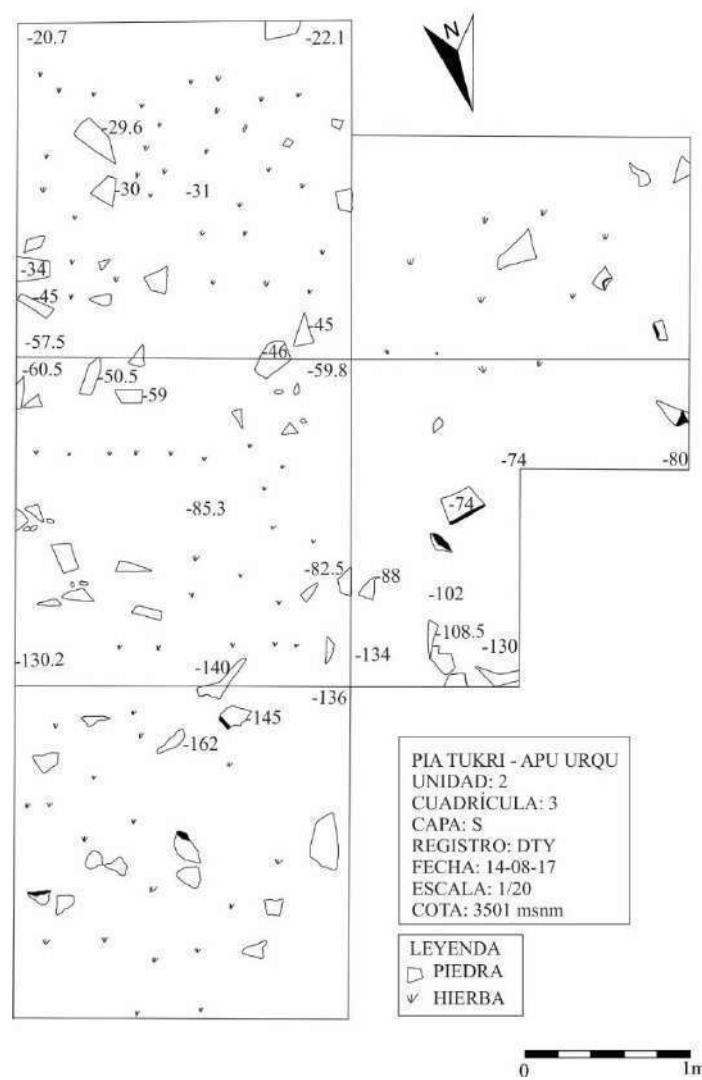 -20.7 -22.1
N
-29.6
-30 -31
-34
-45
-45
-57.5 -46
-60.5 -50.5 -59.8
-59
-74 -80
-85.3 -74
-82.5 -88
-102
-108.5
-130.2 -140 -134 -130
-136
-145
-162
PIA TUKRI - APU URQU
UNIDAD: 2
CUADRÍCULA: 3
CAPA: S
REGISTRO: DTY
FECHA: 14-08-17
ESCALA: 1/20
COTA: 3501 msnm
LEYENDA
PIEDRA
HIERBA
0 1m